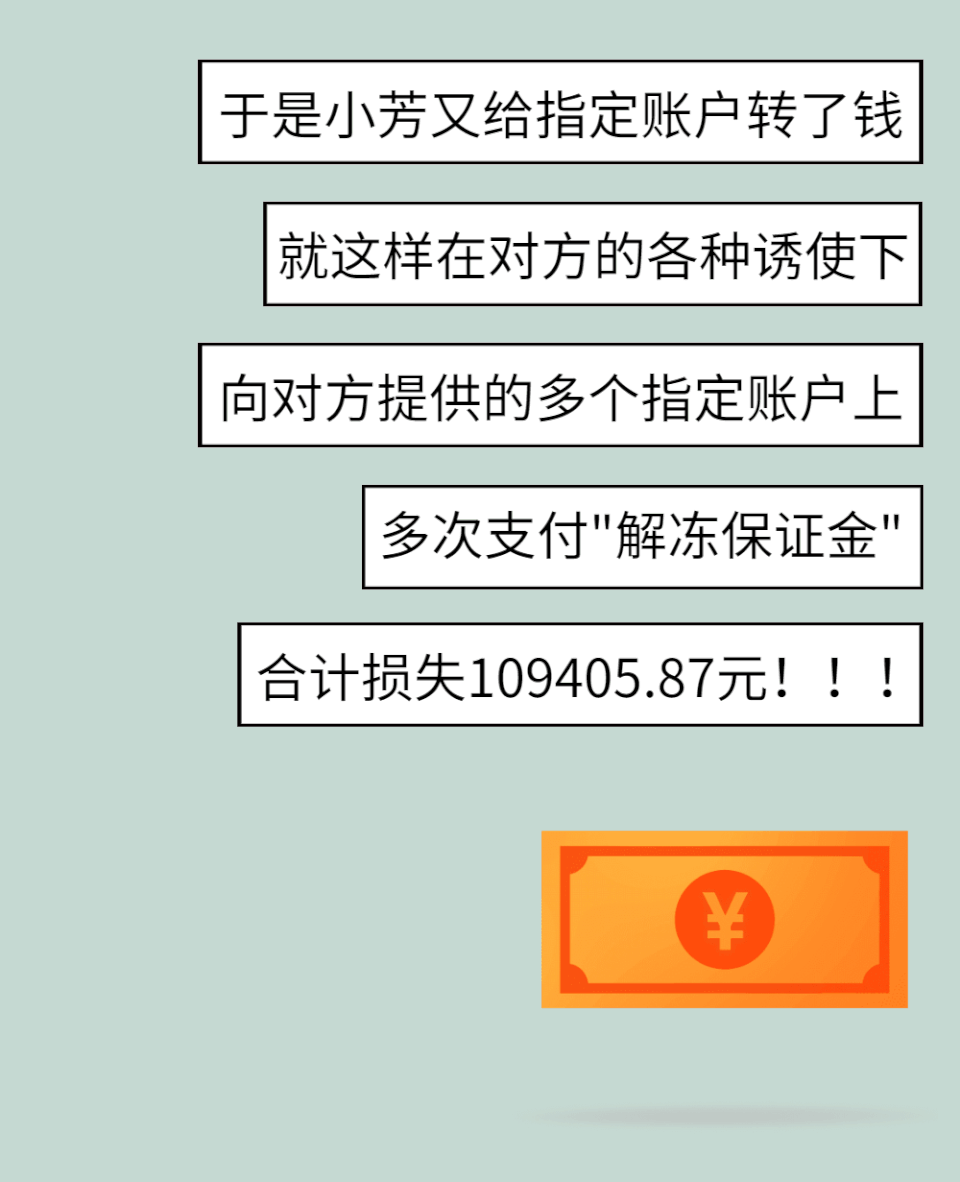 于是小芳又给指定账户转了钱
就这样在对方的各种诱使下
向对方提供的多个指定账户上
多次支付"解冻保证金"
合计损失109405.87元！！！
¥